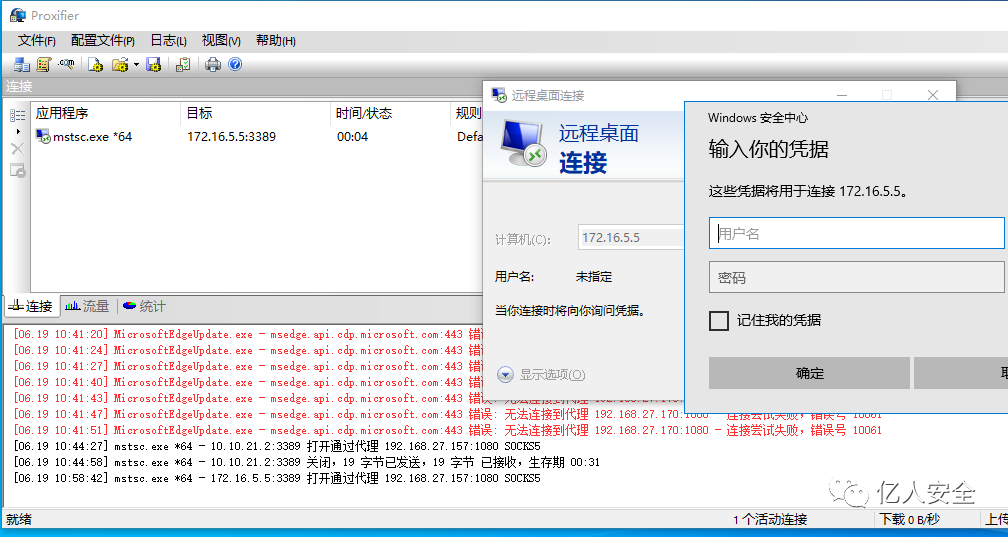 Proxifier
文件(F) 配置文件(P) 日志(L) 视图(V) 帮助(H)
连接
应用程序 目标 时间/状态 规则
mstsc.exe *64 172.16.5.5:3389 00:04 Defa
远程桌面连接
远程桌面
连接
计算机(C): 172.16.5.5
用户名: 未指定
当你连接时将向你询问凭据。
显示选项(O)
Windows 安全中心
输入你的凭据
这些凭据将用于连接 172.16.5.5。
用户名
密码
记住我的凭据
确定
连接 流量 统计
[06.19 10:41:20] MicrosoftEdgeUpdate.exe - msedge.api.cdp.microsoft.com:443 错
[06.19 10:41:24] MicrosoftEdgeUpdate.exe - msedge.api.cdp.microsoft.com:443 错
[06.19 10:41:27] MicrosoftEdgeUpdate.exe - msedge.api.cdp.microsoft.com:443 错
[06.19 10:41:40] MicrosoftEdgeUpdate.exe - msedge.api.cdp.microsoft.com:443 错
[06.19 10:41:43] MicrosoftEdgeUpdate.exe - msedge.api.cdp.microsoft.com:443 错
[06.19 10:41:47] MicrosoftEdgeUpdate.exe - msedge.api.cdp.microsoft.com:443 错误: 无法连接到代理 192.168.27.170:1080 - 连接尝试失败，错误号 10061
[06.19 10:41:51] MicrosoftEdgeUpdate.exe - msedge.api.cdp.microsoft.com:443 错误: 无法连接到代理 192.168.27.170:1080 - 连接尝试失败，错误号 10061
[06.19 10:44:27] mstsc.exe *64 - 10.10.21.2:3389 打开通过代理 192.168.27.157:1080 SOCKS5
[06.19 10:44:58] mstsc.exe *64 - 10.10.21.2:3389 关闭，19 字节已发送，19 字节 已接收，生存期 00:31
[06.19 10:58:42] mstsc.exe *64 - 172.16.5.5:3389 打开通过代理 192.168.27.157:1080 SOCKS5
亿人安全
就绪 1 个活动连接 下载 0 B/秒 上传